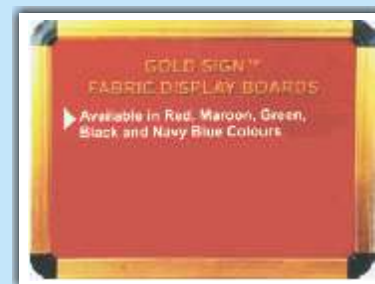 GOLD SIGN™
FABRIC DISPLAY BOARDS
Available in Red, Maroon, Green,
Black and Navy Blue Colours